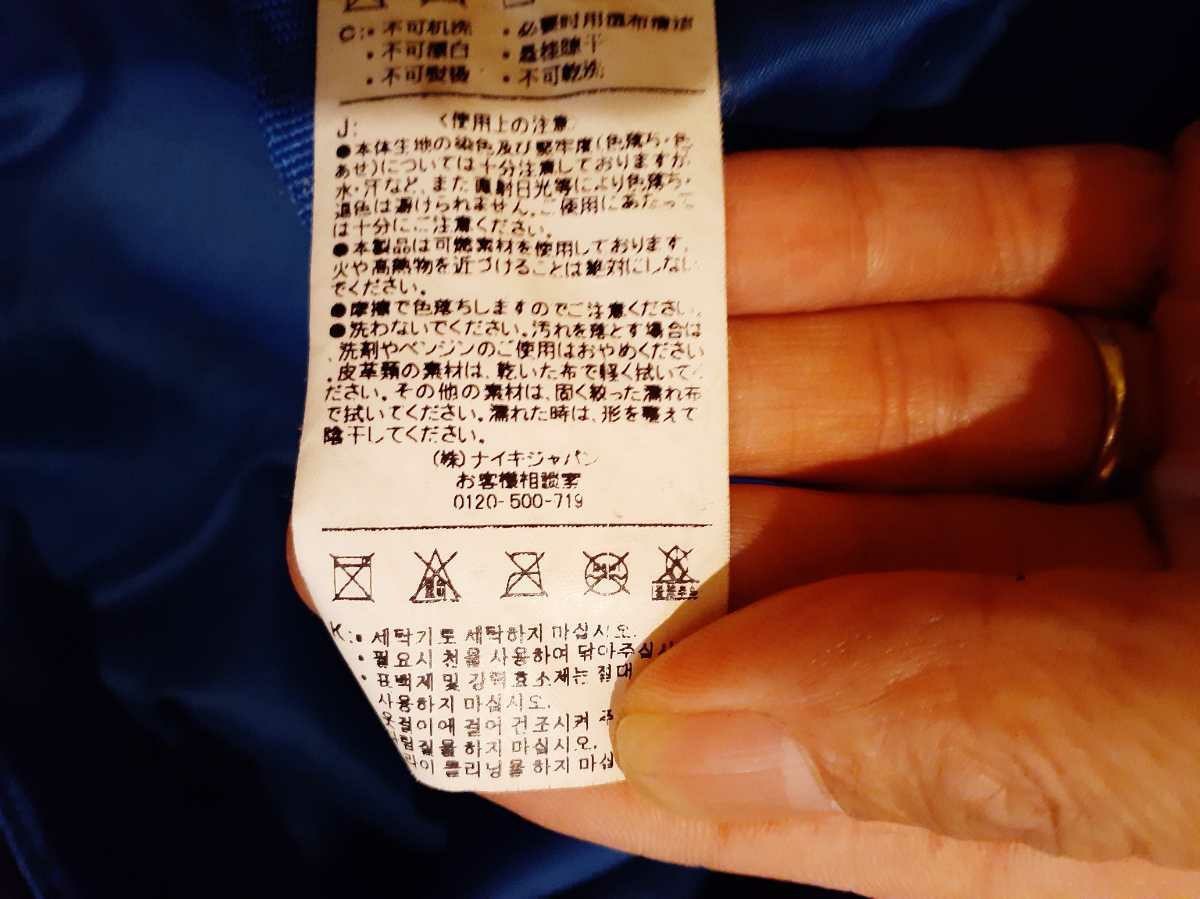 C: • 不可机洗 • 必要时用湿布擦洁
• 不可漂白 • 悬挂晾干
• 不可熨烫 • 不可乾洗
J: 〈使用上の注意〉
●本体生地の染色及び堅牢度(色落ち・色
あせ)については十分注意しておりますが、
水・汗など、また直射日光等により色落ち・
退色は避けられません。ご使用にあたって
は十分にご注意ください。
●本製品は可燃素材を使用しております。
火や高熱物を近づけることは絶対にしない
でください。
●摩擦で色落ちしますのでご注意ください。
●洗わないでください。汚れを落とす場合は
、洗剤やベンジンのご使用はおやめください
。皮革類の素材は、乾いた布で軽く拭いてく
ださい。その他の素材は、固く絞った濡れ布
で拭いてください。濡れた時は、形を整えて
陰干してください。
(株)ナイキジャパン
お客様相談室
0120-500-719
K: • 세탁기로 세탁하지 마십시오.
• 필요시 천을 사용하여 닦아주십시
• 표백제 및 강력효소제는 절대
사용하지 마십시오.
옷걸이에 걸어 건조시켜 주
림질을 하지 마십시오.
라이 클리닝을 하지 마십